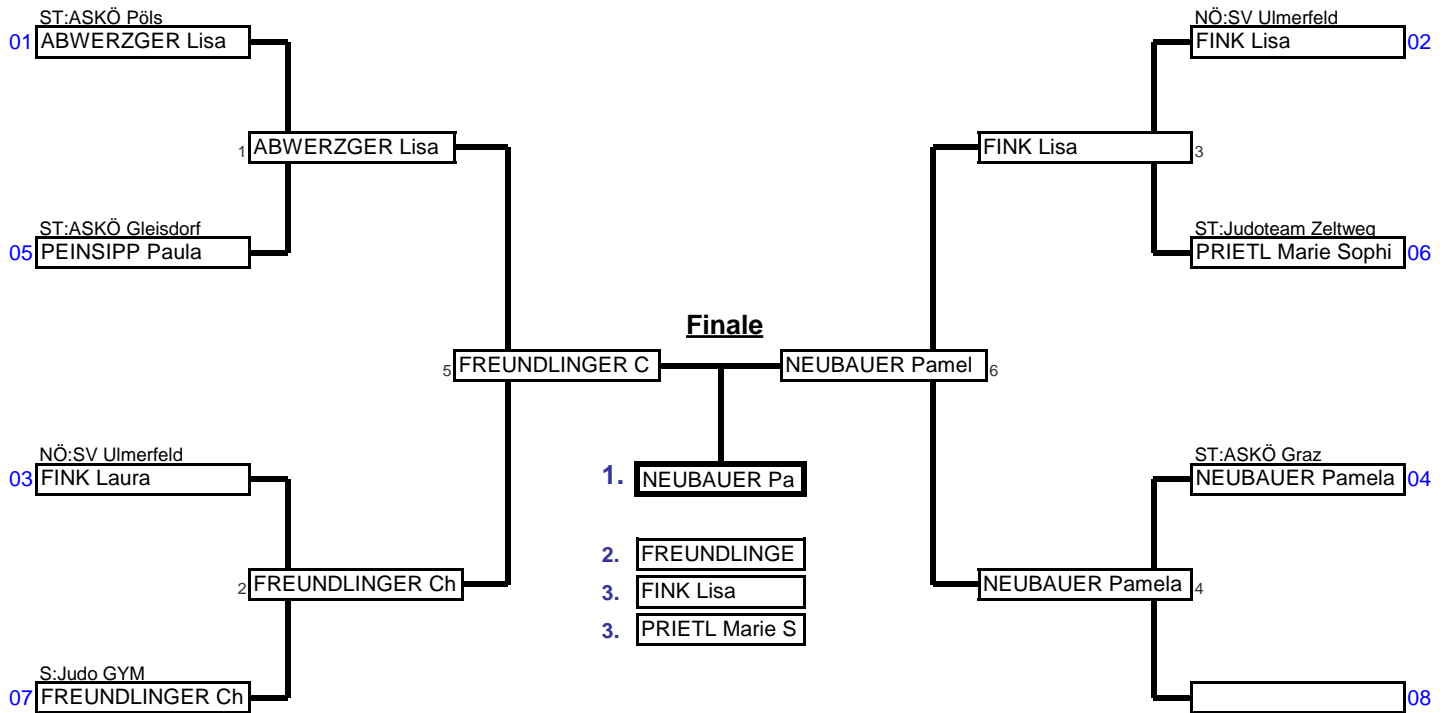 ST:ASKÖ Pöls
01 ABWERZGER Lisa
NÖ:SV Ulmerfeld
FINK Lisa 02
1 ABWERZGER Lisa
FINK Lisa 3
ST:ASKÖ Gleisdorf
05 PEINSIPP Paula
ST:Judoteam Zeltweg
PRIETL Marie Sophi 06
Finale
5 FREUNDLINGER C
NEUBAUER Pamel 6
NÖ:SV Ulmerfeld
03 FINK Laura
1. NEUBAUER Pa
ST:ASKÖ Graz
NEUBAUER Pamela 04
2. FREUNDLINGE
2 FREUNDLINGER Ch
3. FINK Lisa
NEUBAUER Pamela 4
3. PRIETL Marie S
S:Judo GYM
07 FREUNDLINGER Ch
08